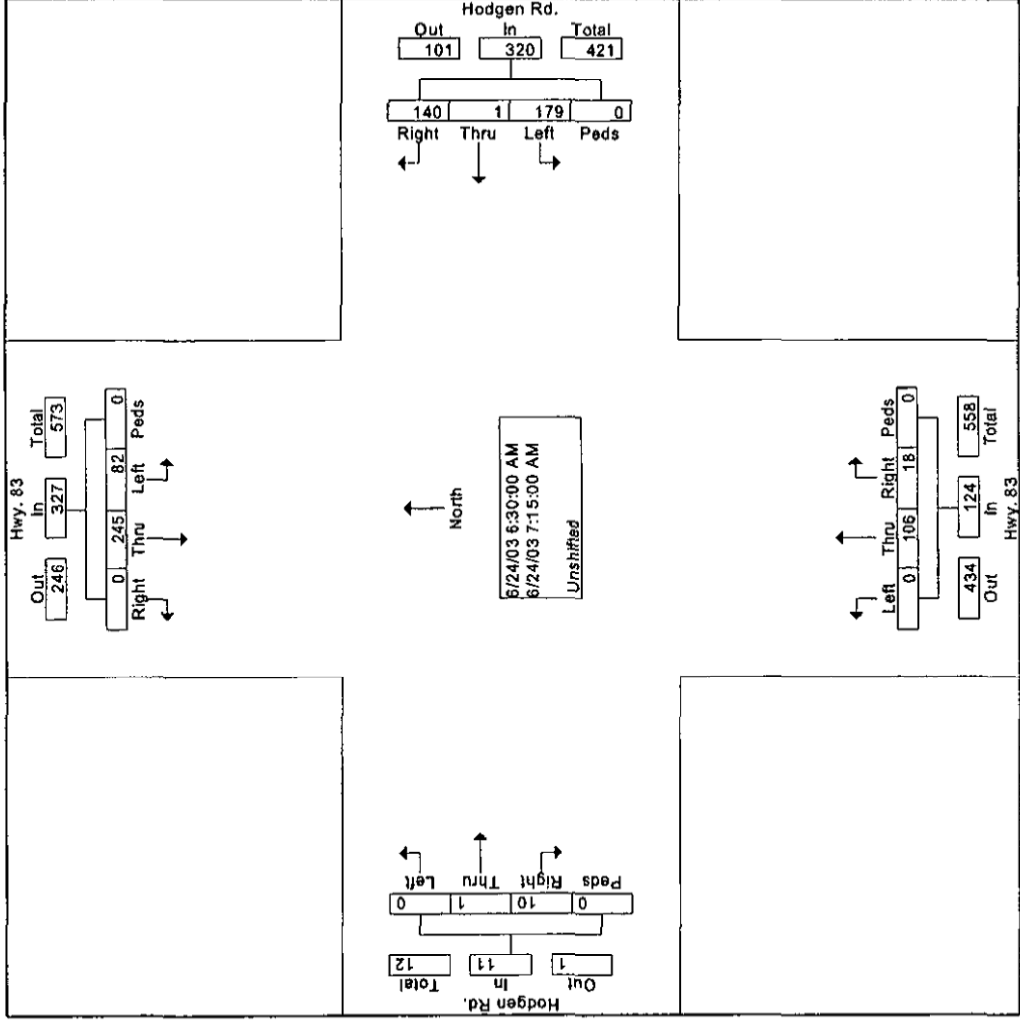 Hodgen Rd.
Out In Total
101 320 421
140 1 179 0
Right Thru Left Peds
Hwy. 83
Out In Total
246 327 573
0 245 82 0
Right Thru Left Peds
North
6/24/03 6:30:00 AM
6/24/03 7:15:00 AM
Unshifted
Left Thru Right Peds
0 106 18 0
434 124 558
Out In Total
Hwy. 83
Left Thru Right Peds
0 1 10 0
12 11 1
Total In Out
Hodgen Rd.